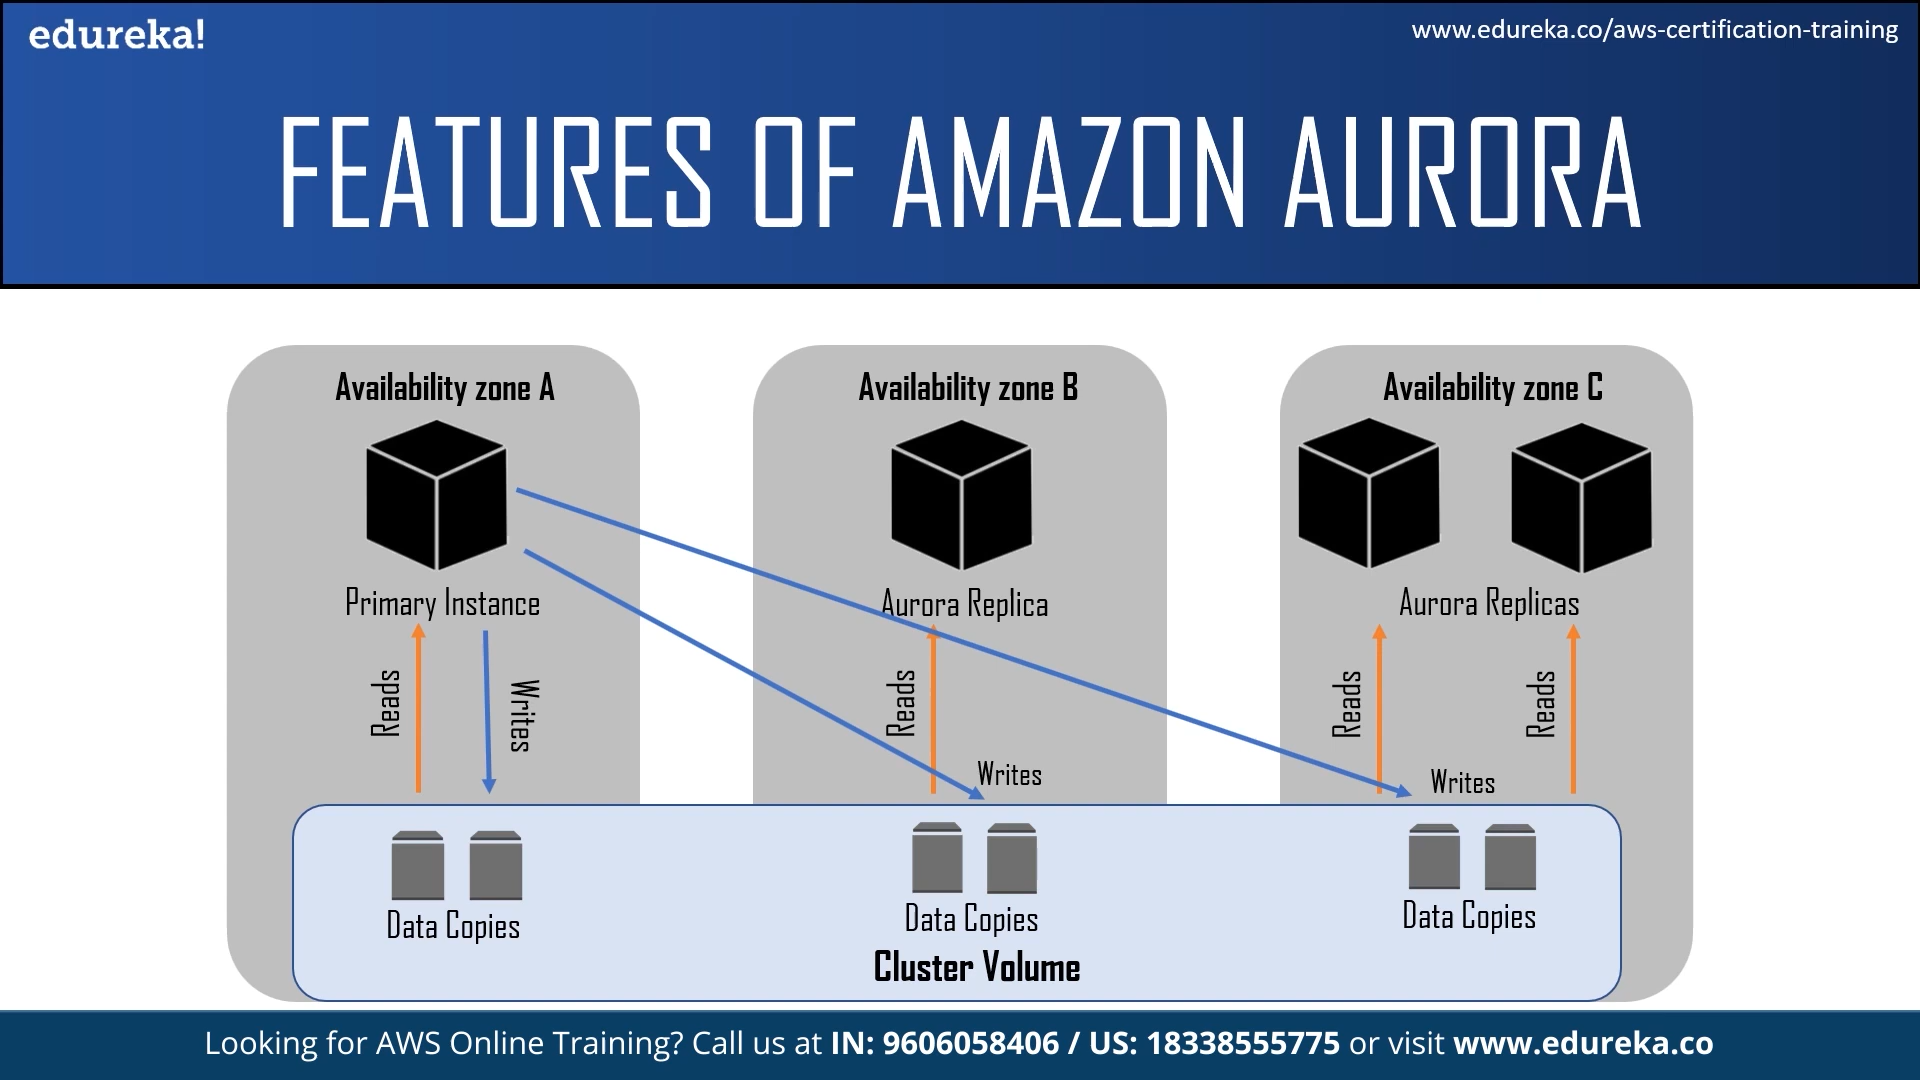 edureka!
www.edureka.co/aws-certification-training
FEATURES OF AMAZON AURORA
Availability zone A
Availability zone B
Availability zone C
Primary Instance
Aurora Replica
Aurora Replicas
Reads
Writes
Reads
Writes
Reads
Writes
Reads
Data Copies
Data Copies
Data Copies
Cluster Volume
Looking for AWS Online Training? Call us at IN: 9606058406 / US: 18338555775 or visit www.edureka.co